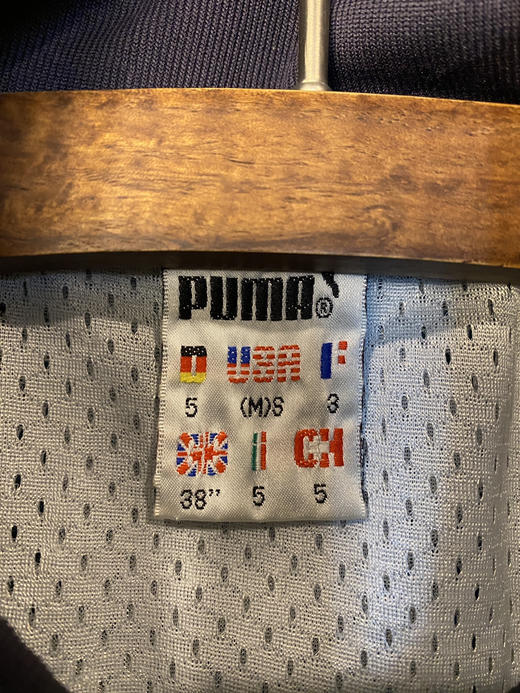 PUMA®
D USA F
5 (M)S 3
GB I CH
38" 5 5